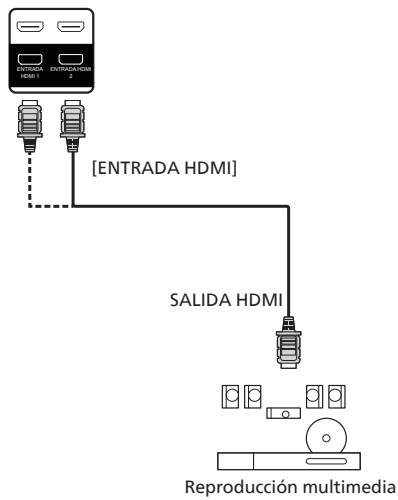 ENTRADA
HDMI 1
ENTRADA HDMI
2
[ENTRADA HDMI]
SALIDA HDMI
Reproducción multimedia